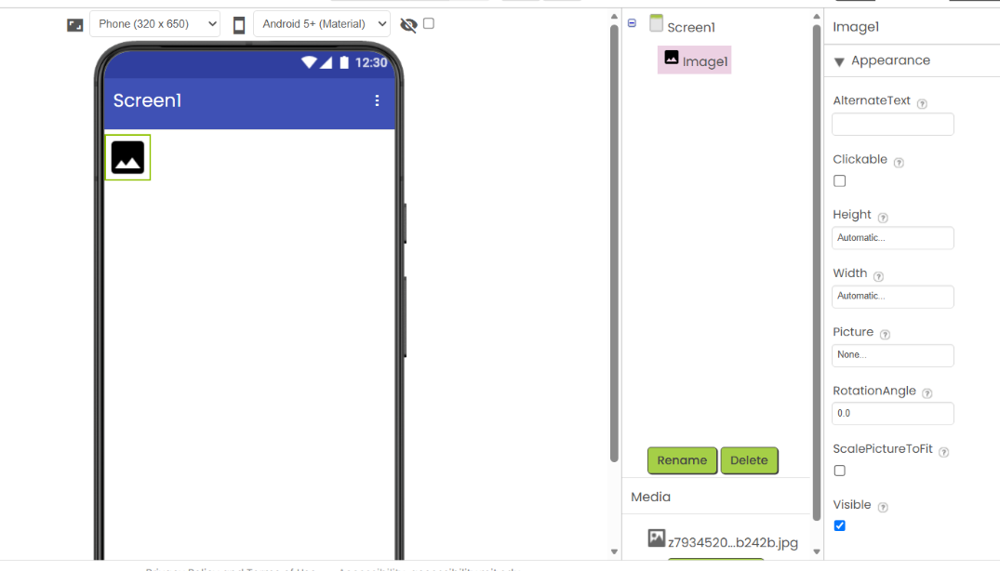 Phone (320 x 650)
Android 5+ (Material)
12:30
Screen1
Screen1
Image1
Rename
Delete
Media
z7934520...b242b.jpg
Image1
Appearance
AlternateText
Clickable
Height
Automatic...
Width
Automatic...
Picture
None...
RotationAngle
0.0
ScalePictureToFit
Visible